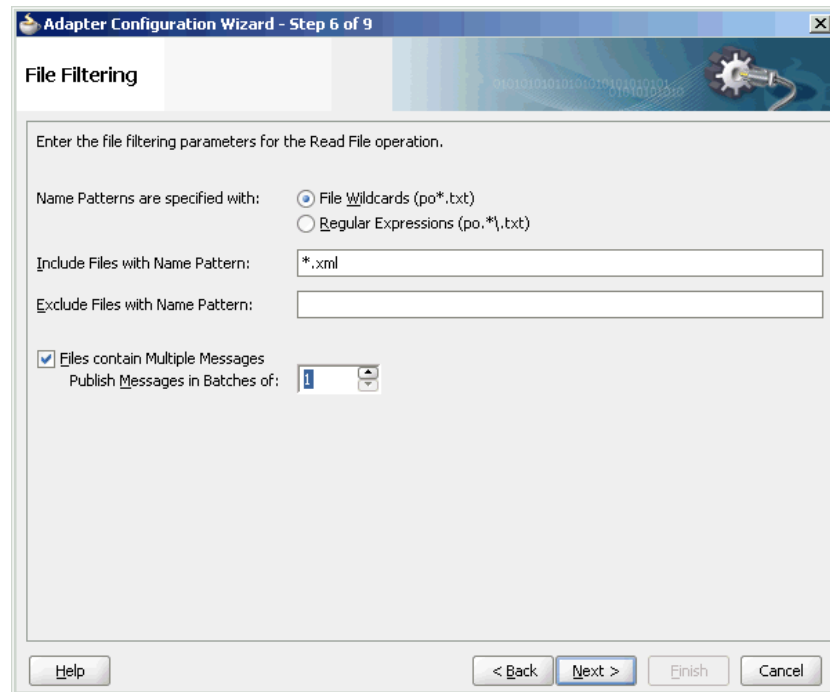 Adapter Configuration Wizard - Step 6 of 9
File Filtering
Enter the file filtering parameters for the Read File operation.
Name Patterns are specified with:
File Wildcards (po*.txt)
Regular Expressions (po.*\.txt)
Include Files with Name Pattern: *.xml
Exclude Files with Name Pattern:
Files contain Multiple Messages
Publish Messages in Batches of: 1
Help < Back Next > Finish Cancel